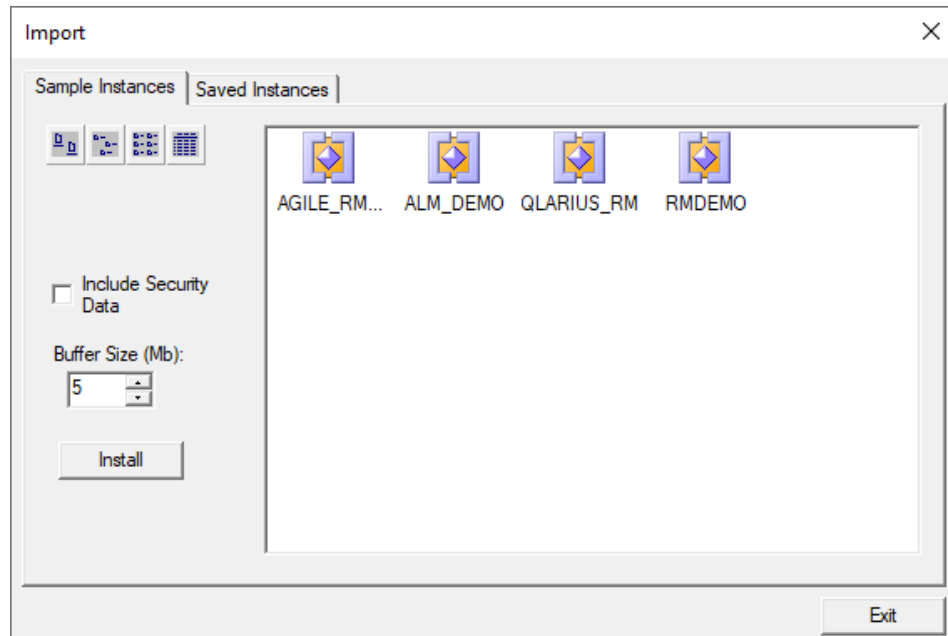 Import
Sample Instances
Saved Instances
AGILE_RM...
ALM_DEMO
QLARIUS_RM
RMDEMO
Include Security
Data
Buffer Size (Mb):
5
Install
Exit